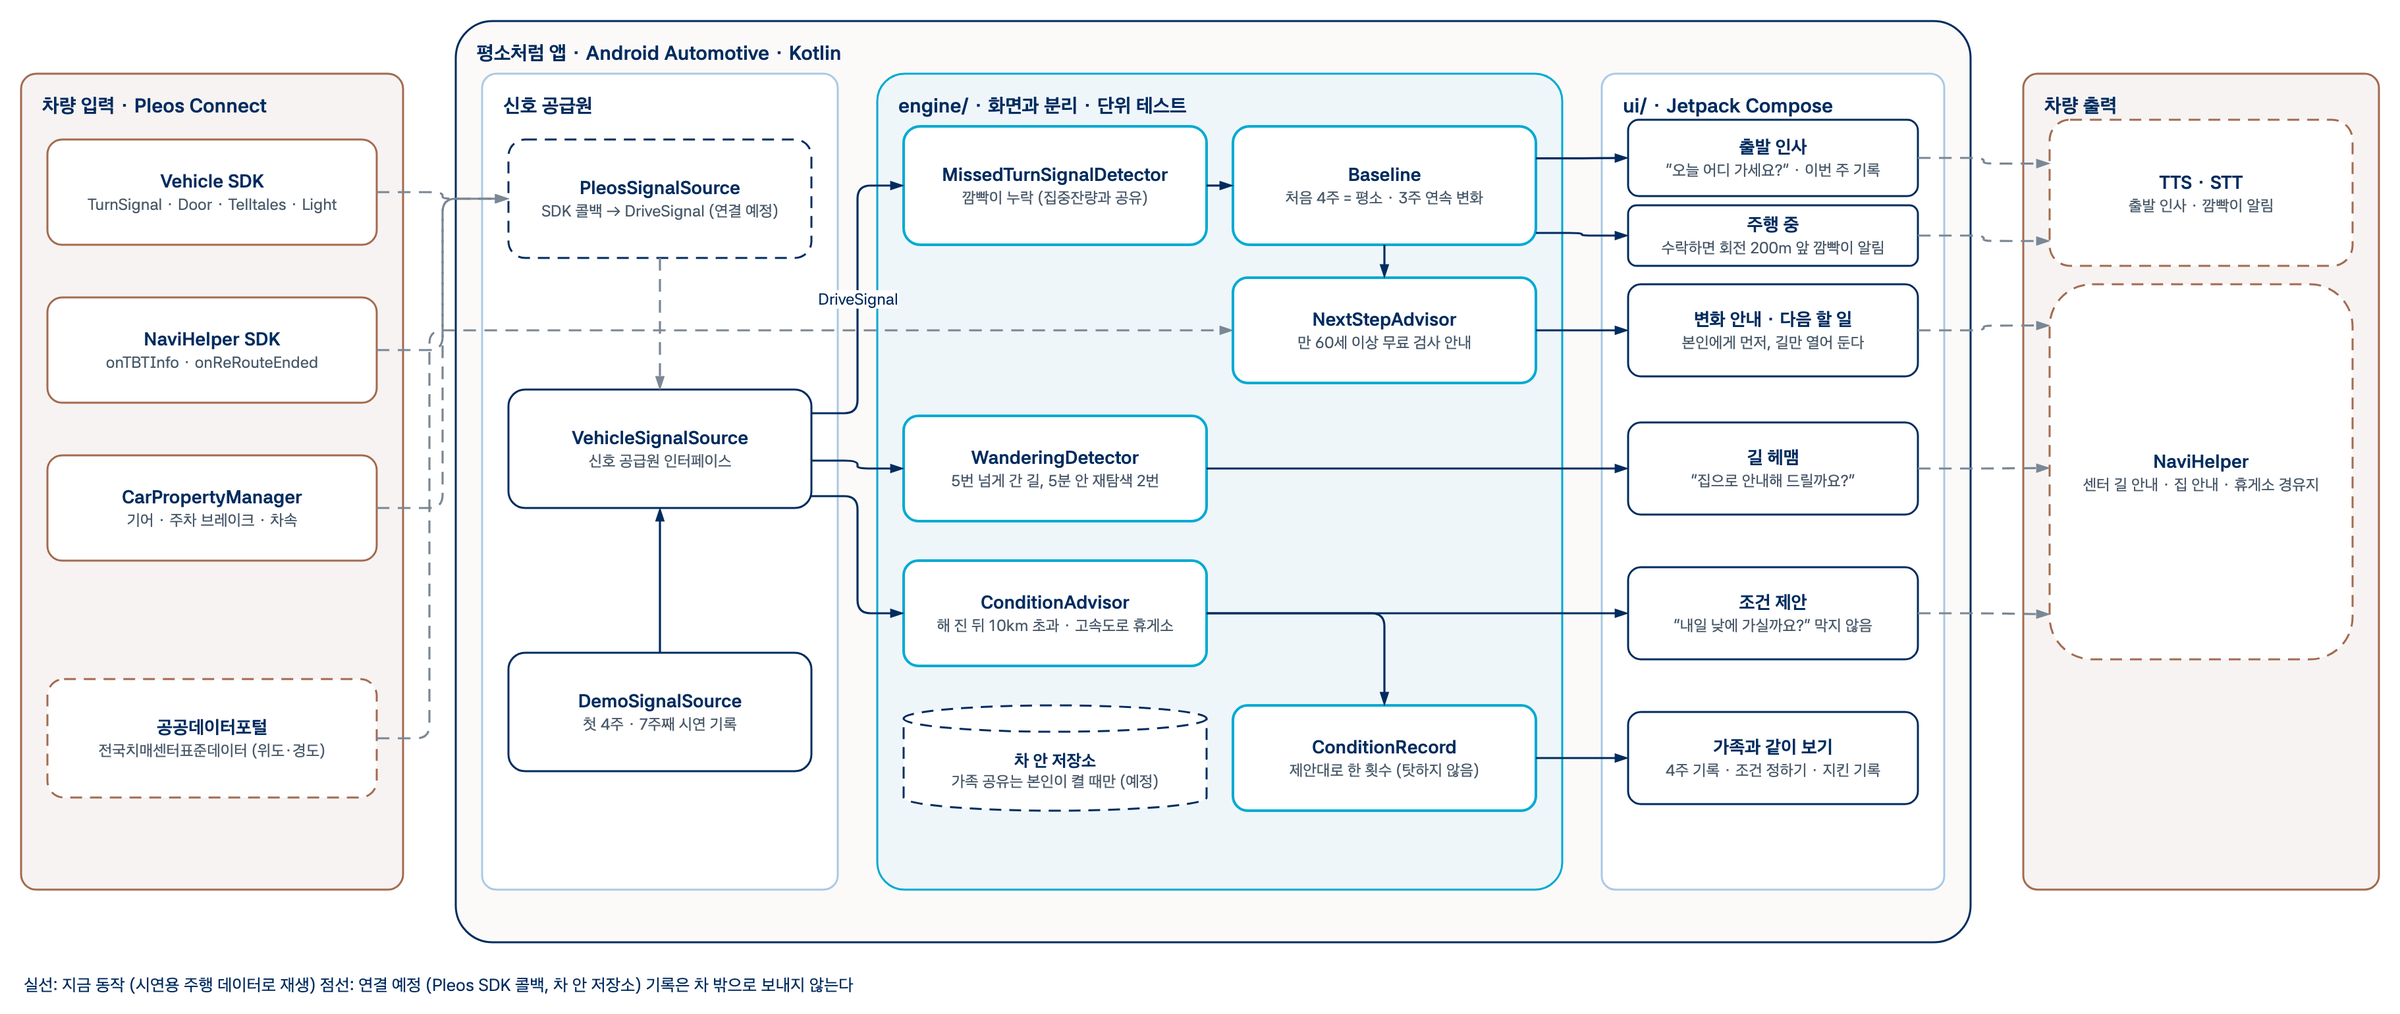 평소처럼 앱 · Android Automotive · Kotlin
차량 입력 · Pleos Connect
Vehicle SDK
TurnSignal · Door · Telltales · Light
NaviHelper SDK
onTBTInfo · onReRouteEnded
CarPropertyManager
기어 · 주차 브레이크 · 차속
공공데이터포털
전국치매센터표준데이터 (위도·경도)
신호 공급원
PleosSignalSource
SDK 콜백 → DriveSignal (연결 예정)
VehicleSignalSource
신호 공급원 인터페이스
DemoSignalSource
첫 4주 · 7주째 시연 기록
DriveSignal
engine/ · 화면과 분리 · 단위 테스트
MissedTurnSignalDetector
깜빡이 누락 (집중잔량과 공유)
Baseline
처음 4주 = 평소 · 3주 연속 변화
NextStepAdvisor
만 60세 이상 무료 검사 안내
WanderingDetector
5번 넘게 간 길, 5분 안 재탐색 2번
ConditionAdvisor
해 진 뒤 10km 초과 · 고속도로 휴게소
차 안 저장소
가족 공유는 본인이 켤 때만 (예정)
ConditionRecord
제안대로 한 횟수 (탓하지 않음)
ui/ · Jetpack Compose
출발 인사
“오늘 어디 가세요?” · 이번 주 기록
주행 중
수락하면 회전 200m 앞 깜빡이 알림
변화 안내 · 다음 할 일
본인에게 먼저, 길만 열어 둔다
길 헤맴
“집으로 안내해 드릴까요?”
조건 제안
“내일 낮에 가실까요?” 막지 않음
가족과 같이 보기
4주 기록 · 조건 정하기 · 지킨 기록
차량 출력
TTS · STT
출발 인사 · 깜빡이 알림
NaviHelper
센터 길 안내 · 집 안내 · 휴게소 경유지
실선: 지금 동작 (시연용 주행 데이터로 재생) 점선: 연결 예정 (Pleos SDK 콜백, 차 안 저장소) 기록은 차 밖으로 보내지 않는다